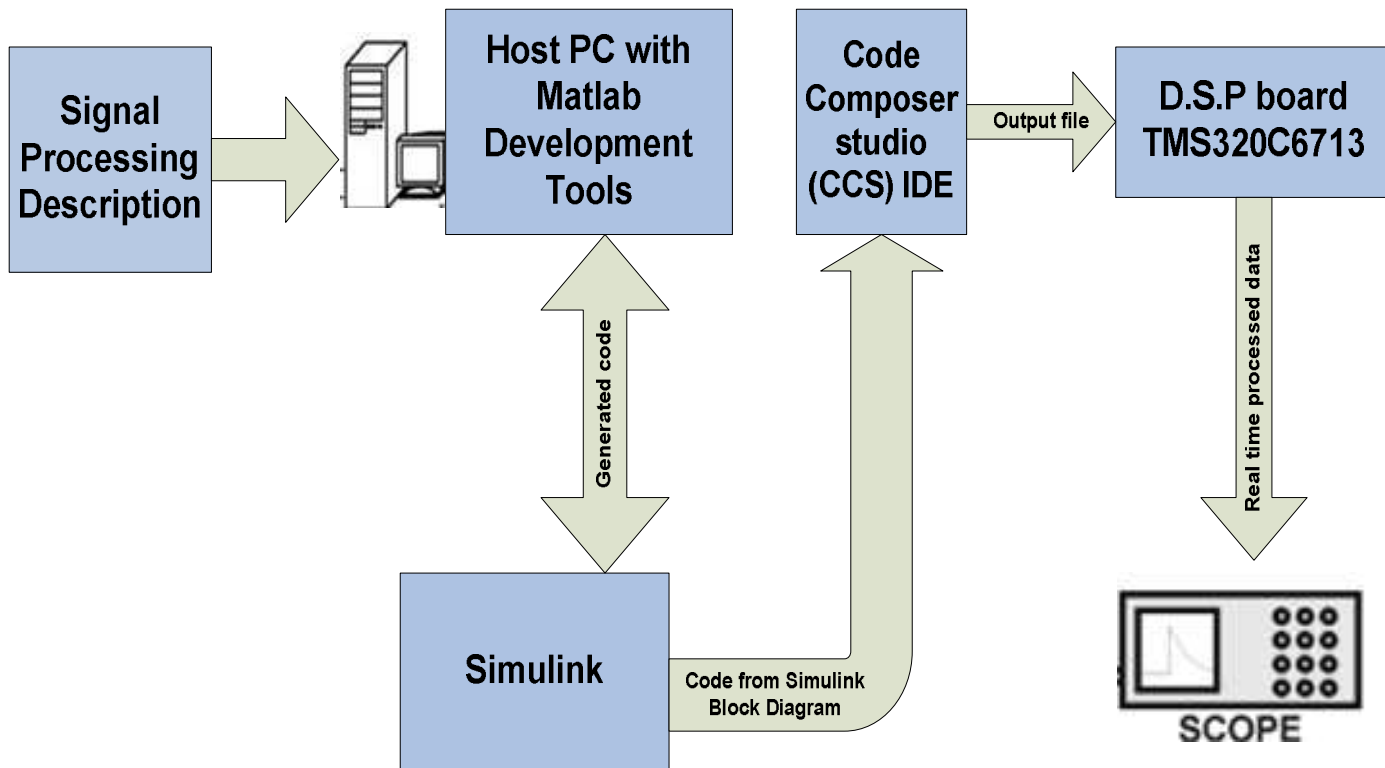 Signal
Processing
Description
Host PC with
Matlab
Development
Tools
Code
Composer
studio
(CCS) IDE
Output file
D.S.P board
TMS320C6713
Generated code
Real time processed data
Simulink
Code from Simulink
Block Diagram
SCOPE